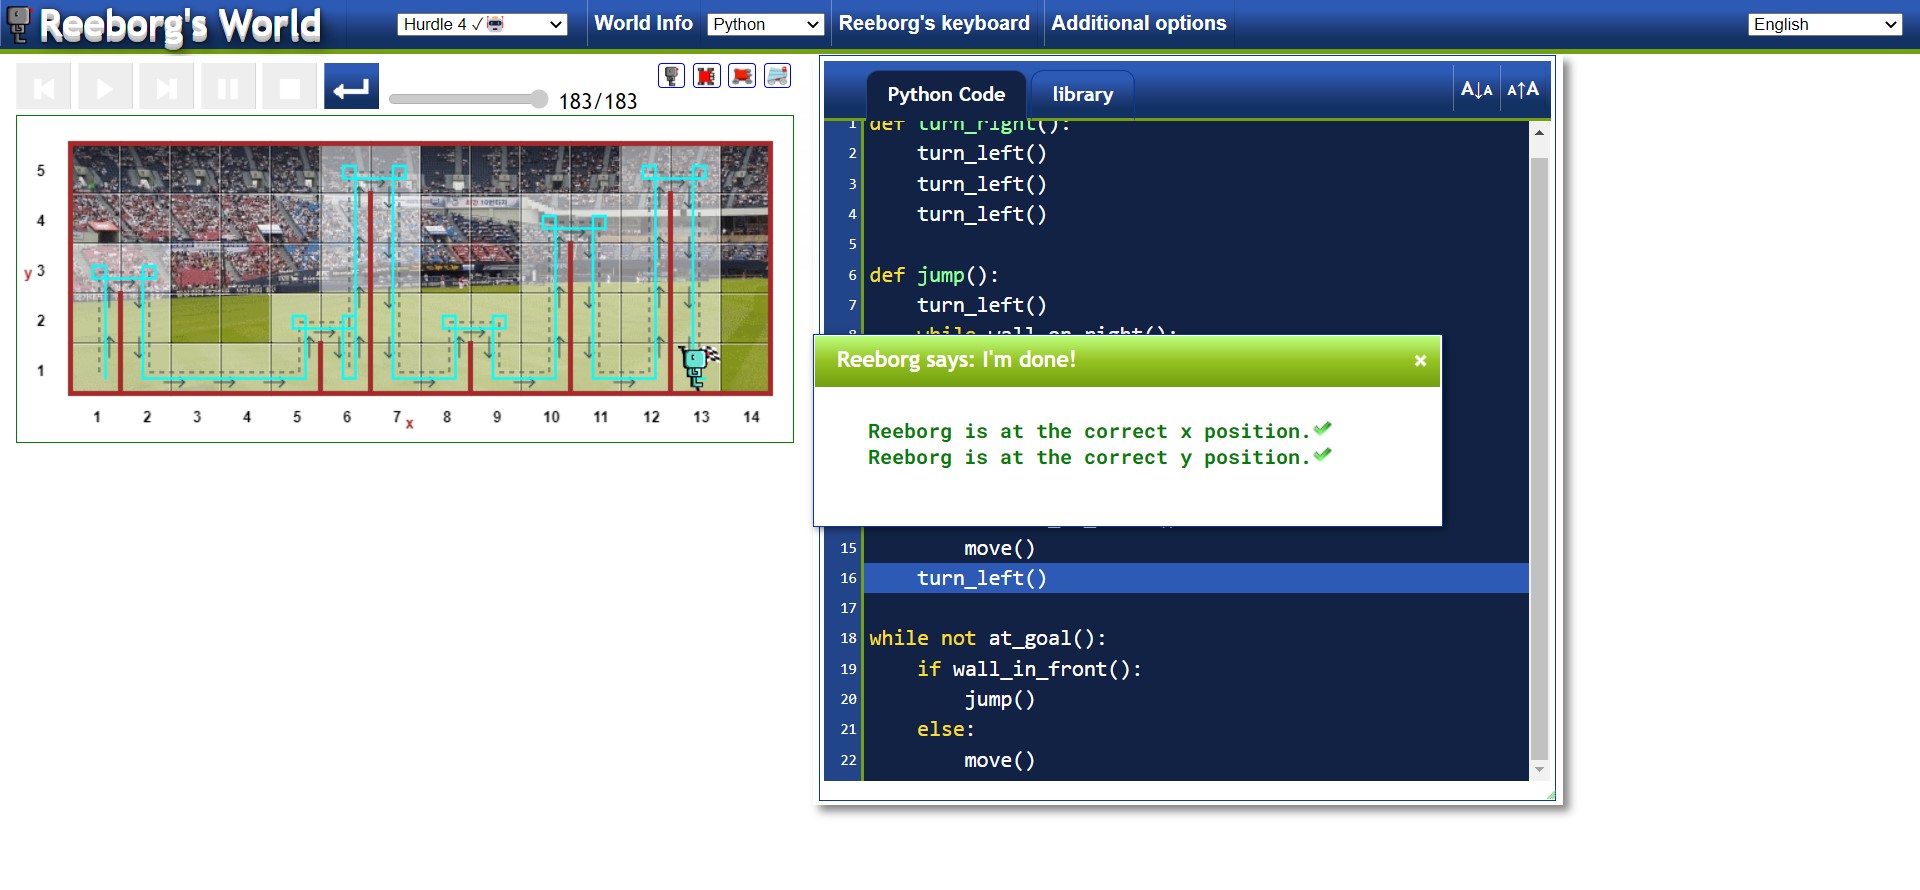 Reeborg's World
Hurdle 4 ✓
World Info
Python
Reeborg's keyboard
Additional options
English
183/183
Python Code
library
A↓A
A↑A
5
4
y 3
2
1
1 2 3 4 5 6 7 x 8 9 10 11 12 13 14
1 def turn_right():
2 turn_left()
3 turn_left()
4 turn_left()
5
6 def jump():
7 turn_left()
8 while wall_on_right():
Reeborg says: I'm done!
×
Reeborg is at the correct x position.
Reeborg is at the correct y position.
15 move()
16 turn_left()
17
18 while not at_goal():
19 if wall_in_front():
20 jump()
21 else:
22 move()